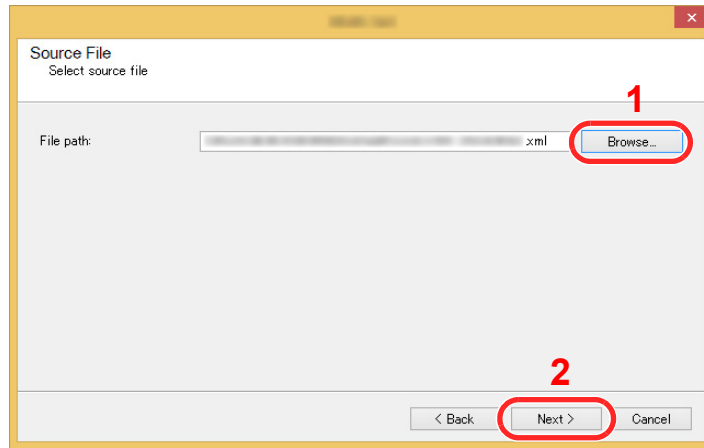 Source File
Select source file
1
File path:
.xml
Browse...
2
< Back
Next >
Cancel